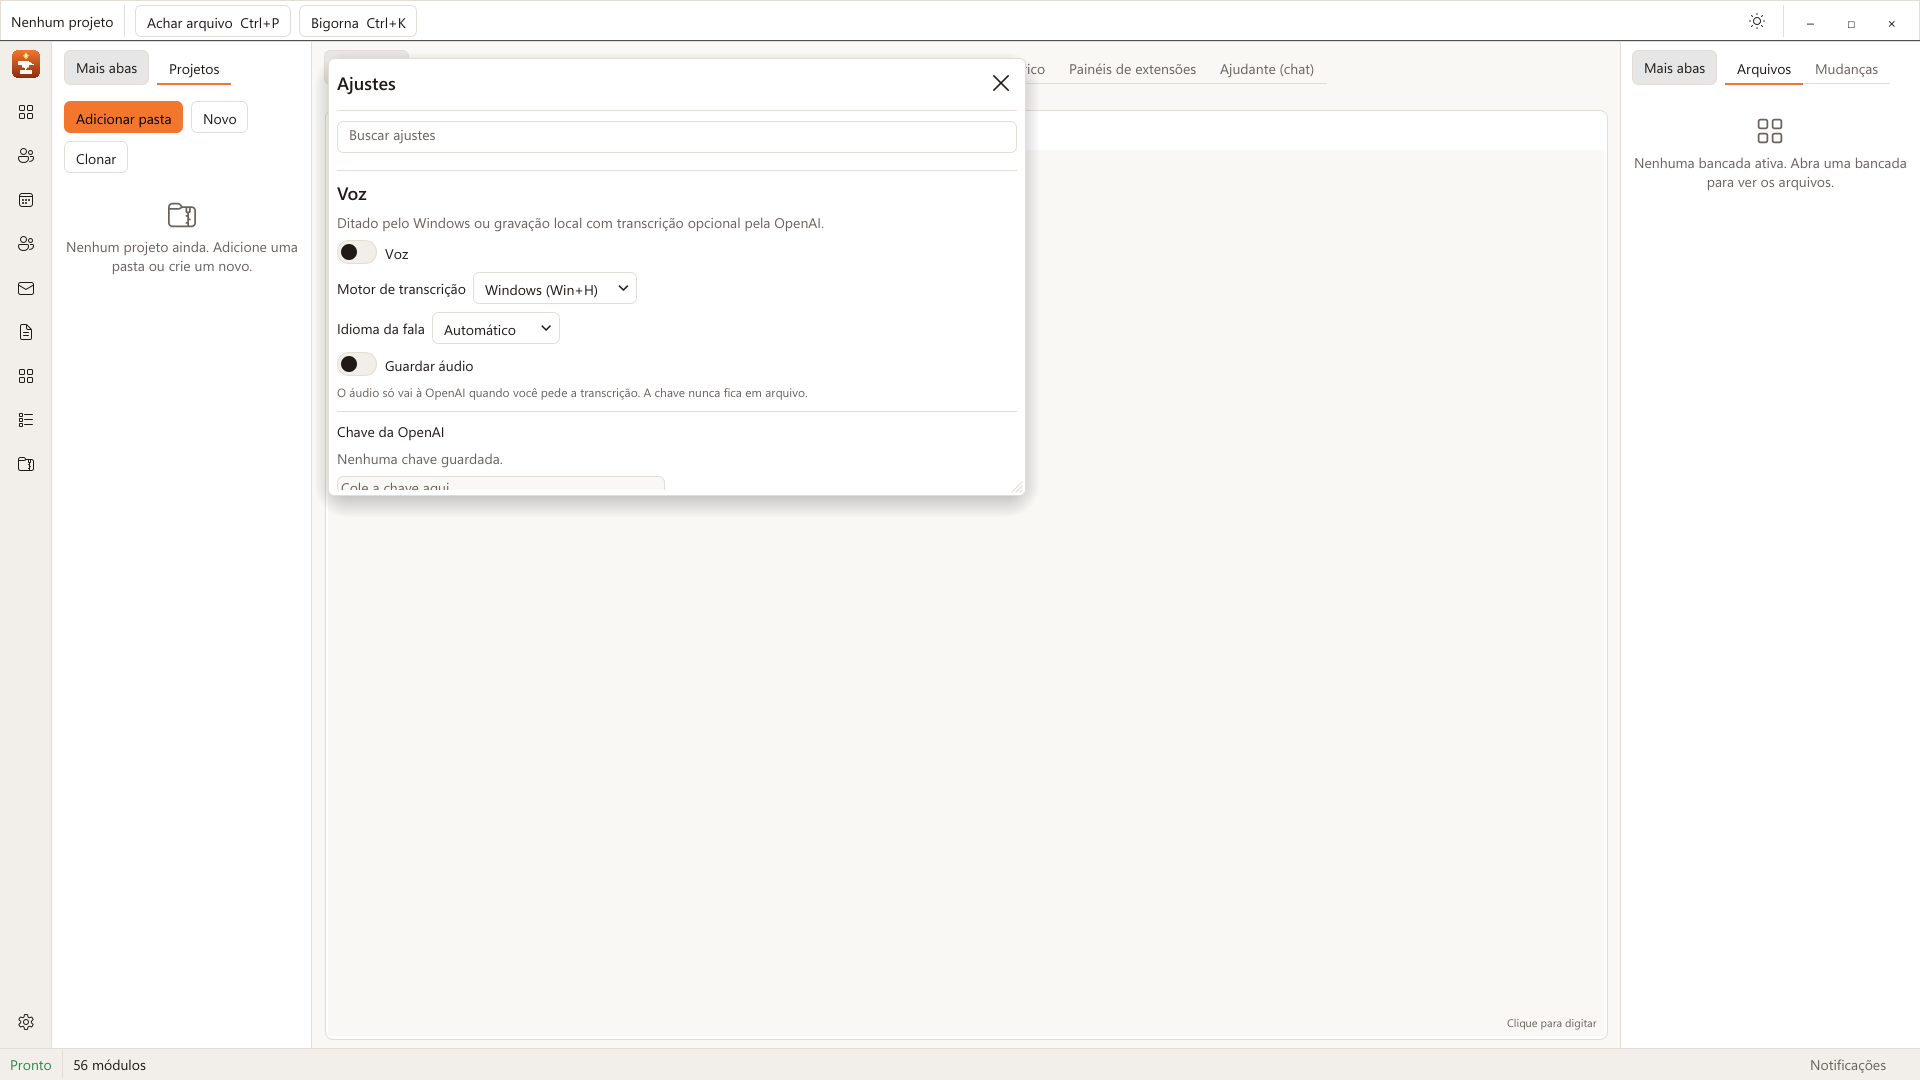 Nenhum projeto
Achar arquivo Ctrl+P
Bigorna Ctrl+K
Mais abas
Projetos
Adicionar pasta
Novo
Clonar
Nenhum projeto ainda. Adicione uma
pasta ou crie um novo.
Ajustes
Buscar ajustes
Voz
Ditado pelo Windows ou gravação local com transcrição opcional pela OpenAI.
Voz
Motor de transcrição
Windows (Win+H)
Idioma da fala
Automático
Guardar áudio
O áudio só vai à OpenAI quando você pede a transcrição. A chave nunca fica em arquivo.
Chave da OpenAI
Nenhuma chave guardada.
Cole a chave aqui
Painéis de extensões
Ajudante (chat)
Clique para digitar
Mais abas
Arquivos
Mudanças
Nenhuma bancada ativa. Abra uma bancada
para ver os arquivos.
Pronto
56 módulos
Notificações